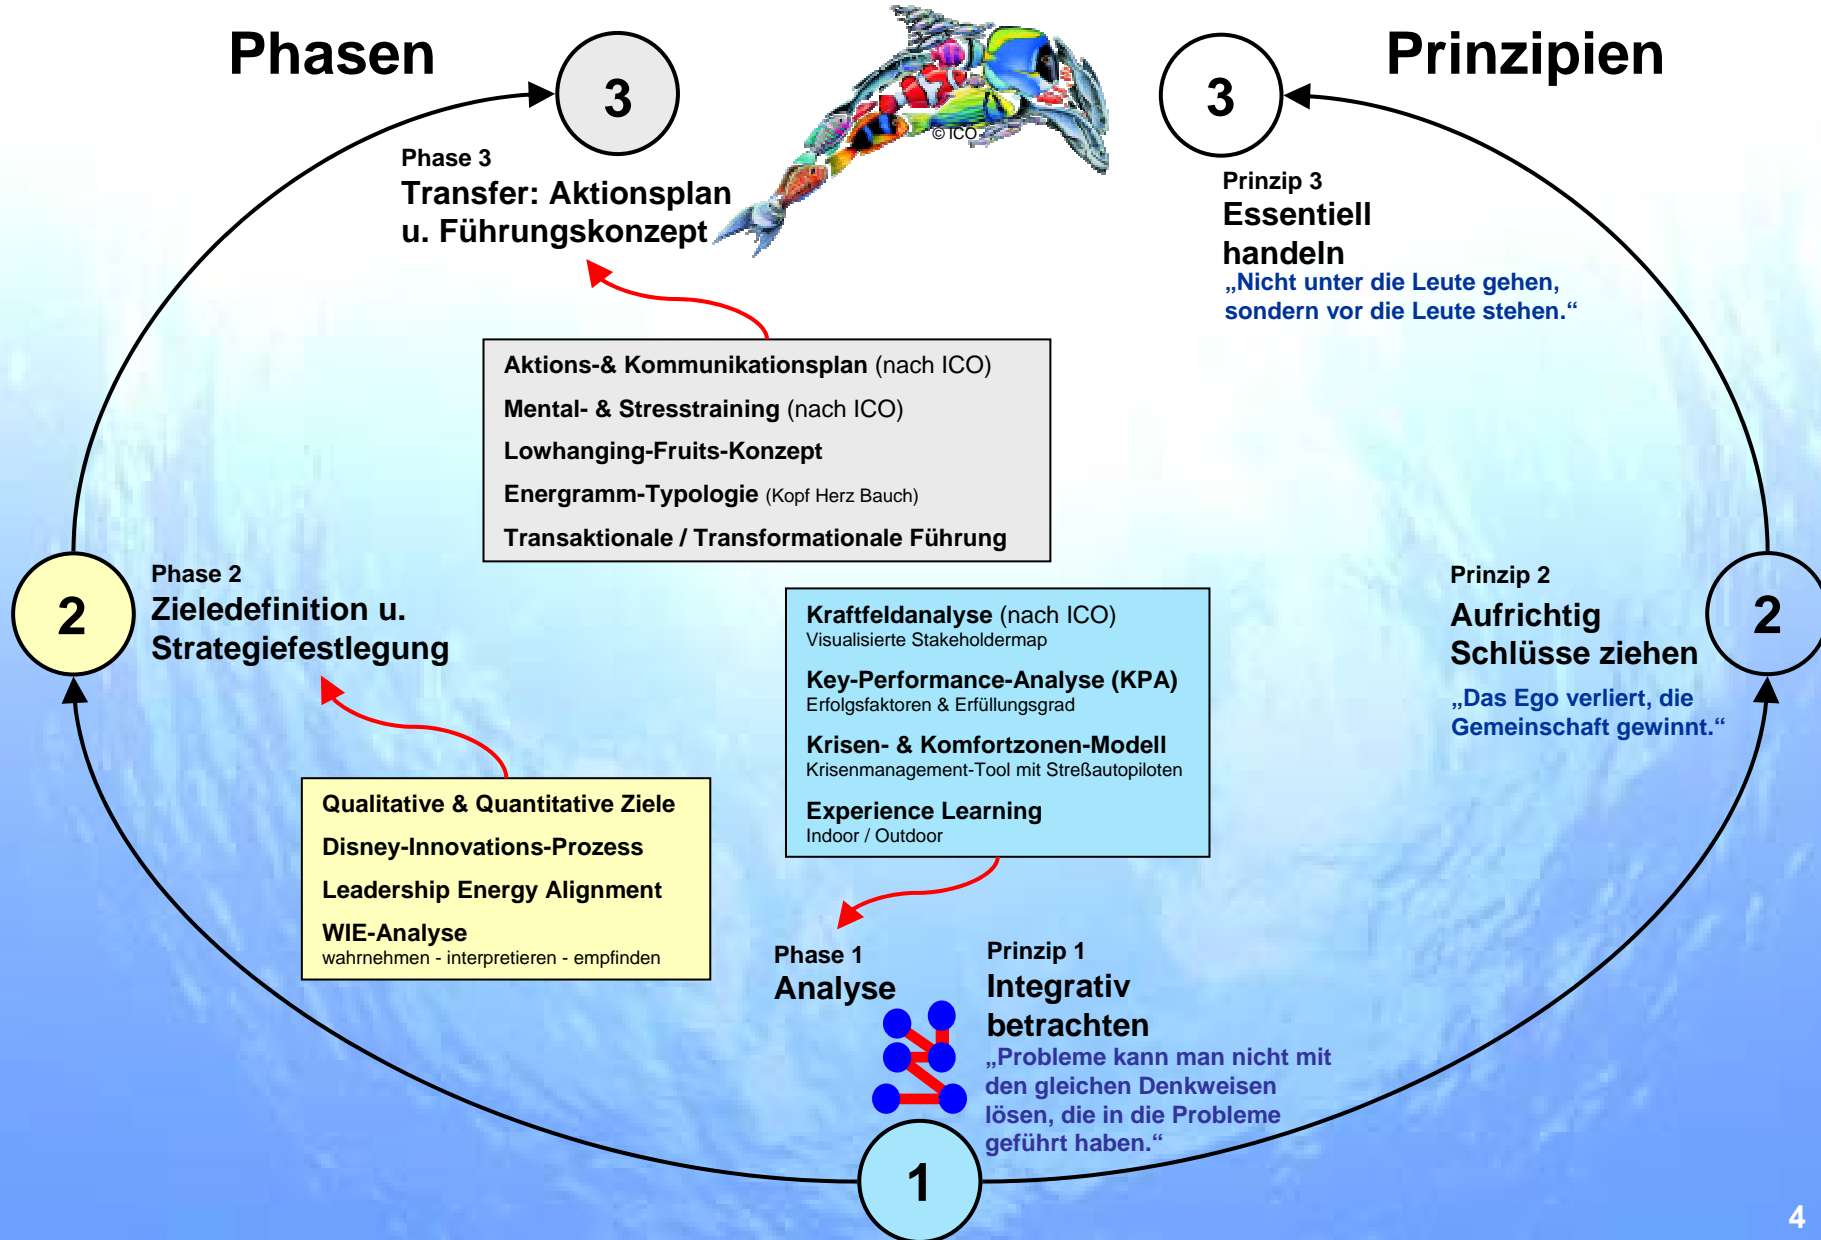 Phasen
3
© ICO
3
Prinzipien
Phase 3
Transfer: Aktionsplan
u. Führungskonzept
Prinzip 3
Essentiell
handeln
„Nicht unter die Leute gehen,
sondern vor die Leute stehen.“
Aktions-& Kommunikationsplan (nach ICO)
Mental- & Stresstraining (nach ICO)
Lowhanging-Fruits-Konzept
Energramm-Typologie (Kopf Herz Bauch)
Transaktionale / Transformationale Führung
2
Phase 2
Zieledefinition u.
Strategiefestlegung
Qualitative & Quantitative Ziele
Disney-Innovations-Prozess
Leadership Energy Alignment
WIE-Analyse
wahrnehmen - interpretieren - empfinden
Kraftfeldanalyse (nach ICO)
Visualisierte Stakeholdermap
Key-Performance-Analyse (KPA)
Erfolgsfaktoren & Erfüllungsgrad
Krisen- & Komfortzonen-Modell
Krisenmanagement-Tool mit Streßautopiloten
Experience Learning
Indoor / Outdoor
Prinzip 2
Aufrichtig
Schlüsse ziehen
„Das Ego verliert, die
Gemeinschaft gewinnt.“
2
Phase 1
Analyse
Prinzip 1
Integrativ
betrachten
„Probleme kann man nicht mit
den gleichen Denkweisen
lösen, die in die Probleme
geführt haben.“
1
4